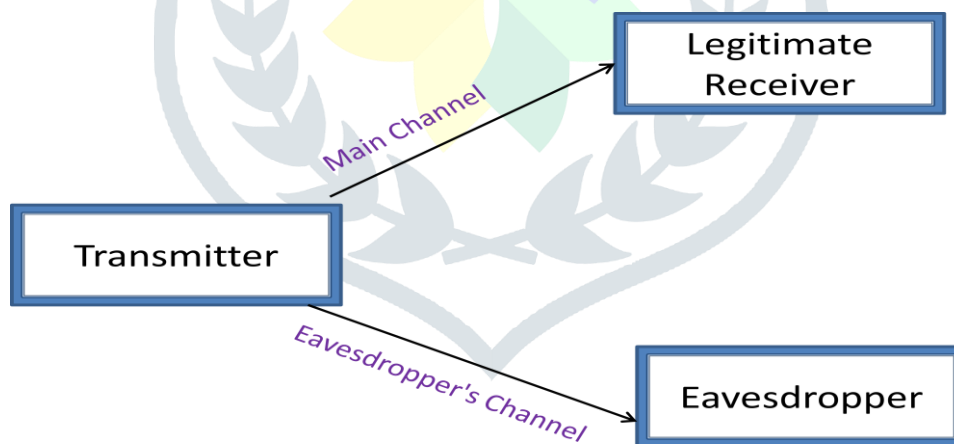 Legitimate
Receiver
Main Channel
Transmitter
Eavesdropper's Channel
Eavesdropper